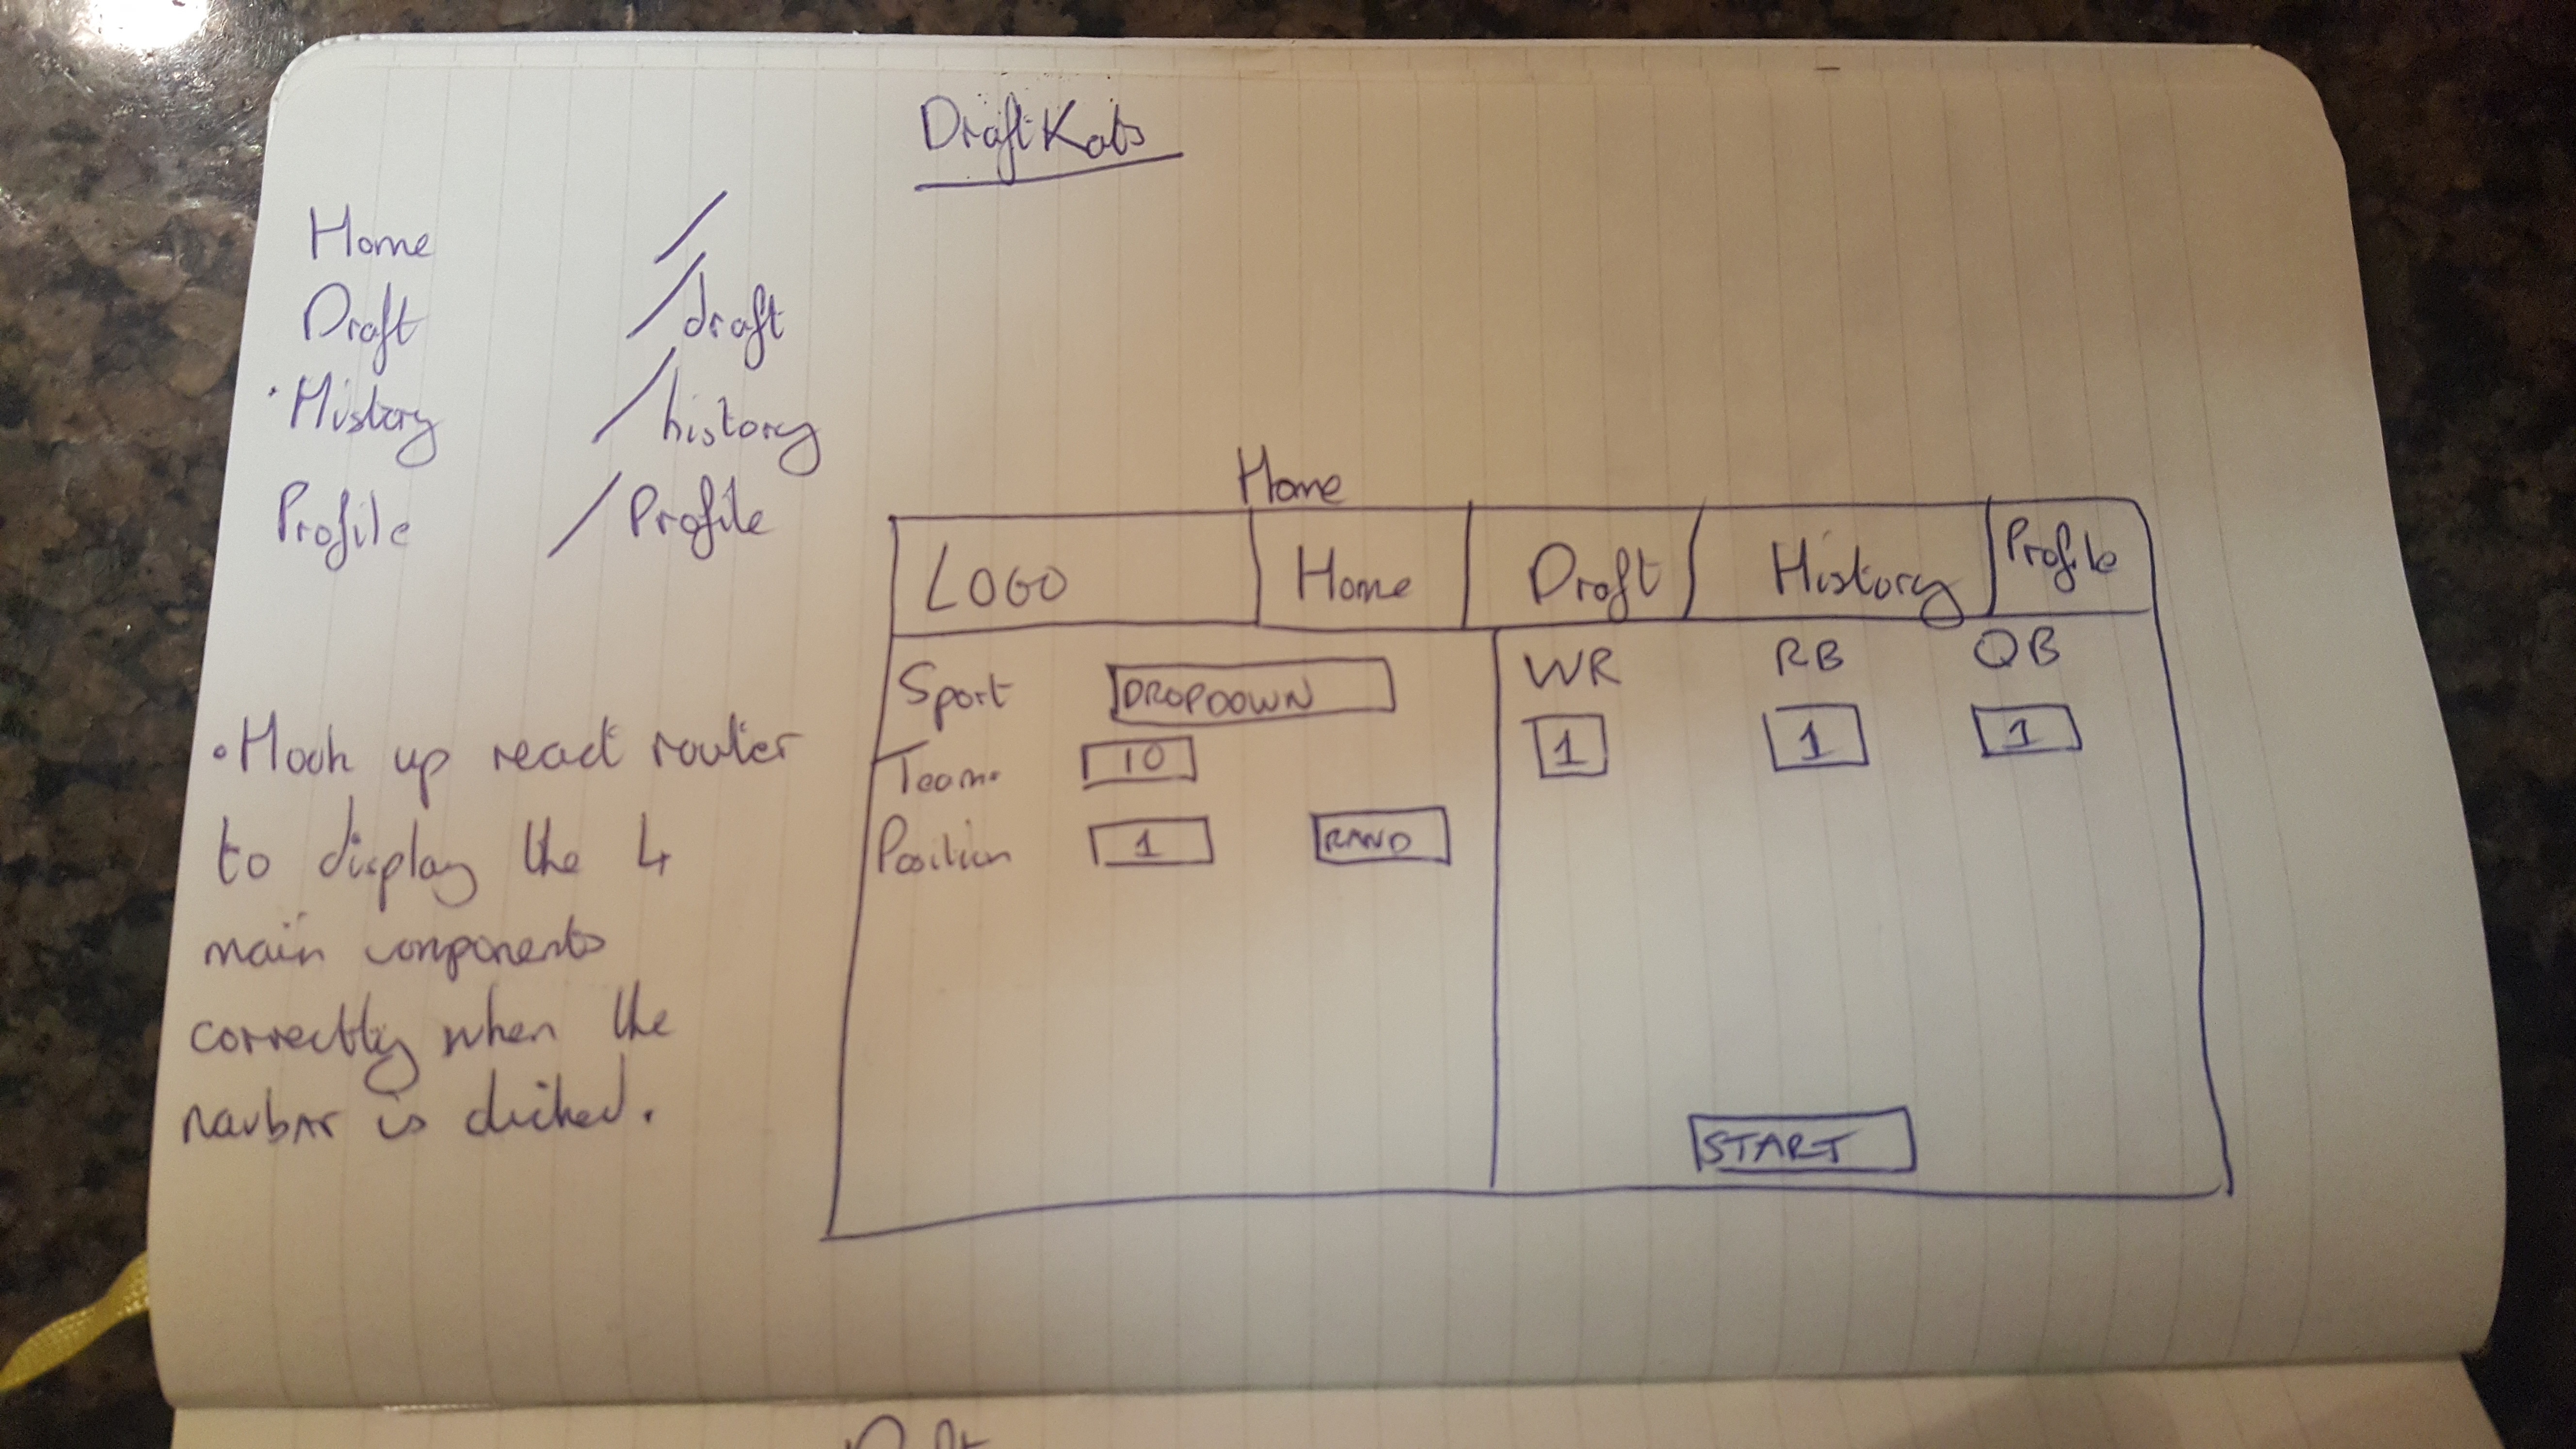 DraftKats
Home /
Draft /draft
History /history
Profile /Profile
Home
LOGO Home Draft History Profile
Sport DROPDOWN
Team. 10
Position 1 RAND
WR RB QB
1 1 1
START
• Hook up react router
to display the 4
main components
correctly when the
navbar is clicked.